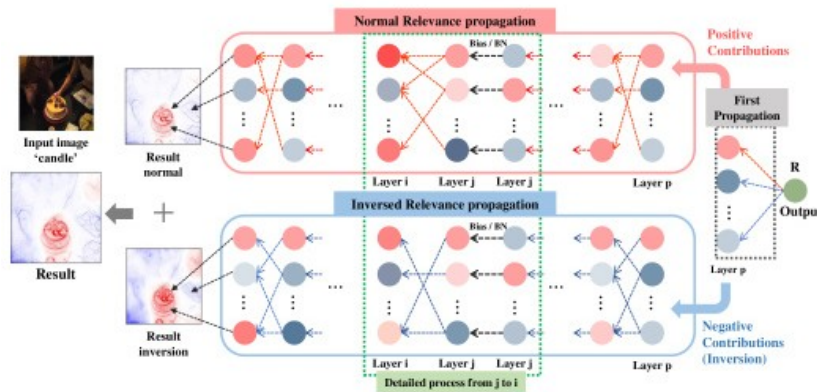 Normal Relevance propagation
Positive
Contributions
Bias / BN
First
Propagation
Input image
'candle'
Result
normal
...
...
...
Layer i
Layer j
Layer j
Layer p
R
Output
Layer p
Inversed Relevance propagation
+
Bias / BN
Result
Result
inversion
...
...
...
Layer i
Layer j
Layer j
Layer p
Negative
Contributions
(Inversion)
Detailed process from j to i